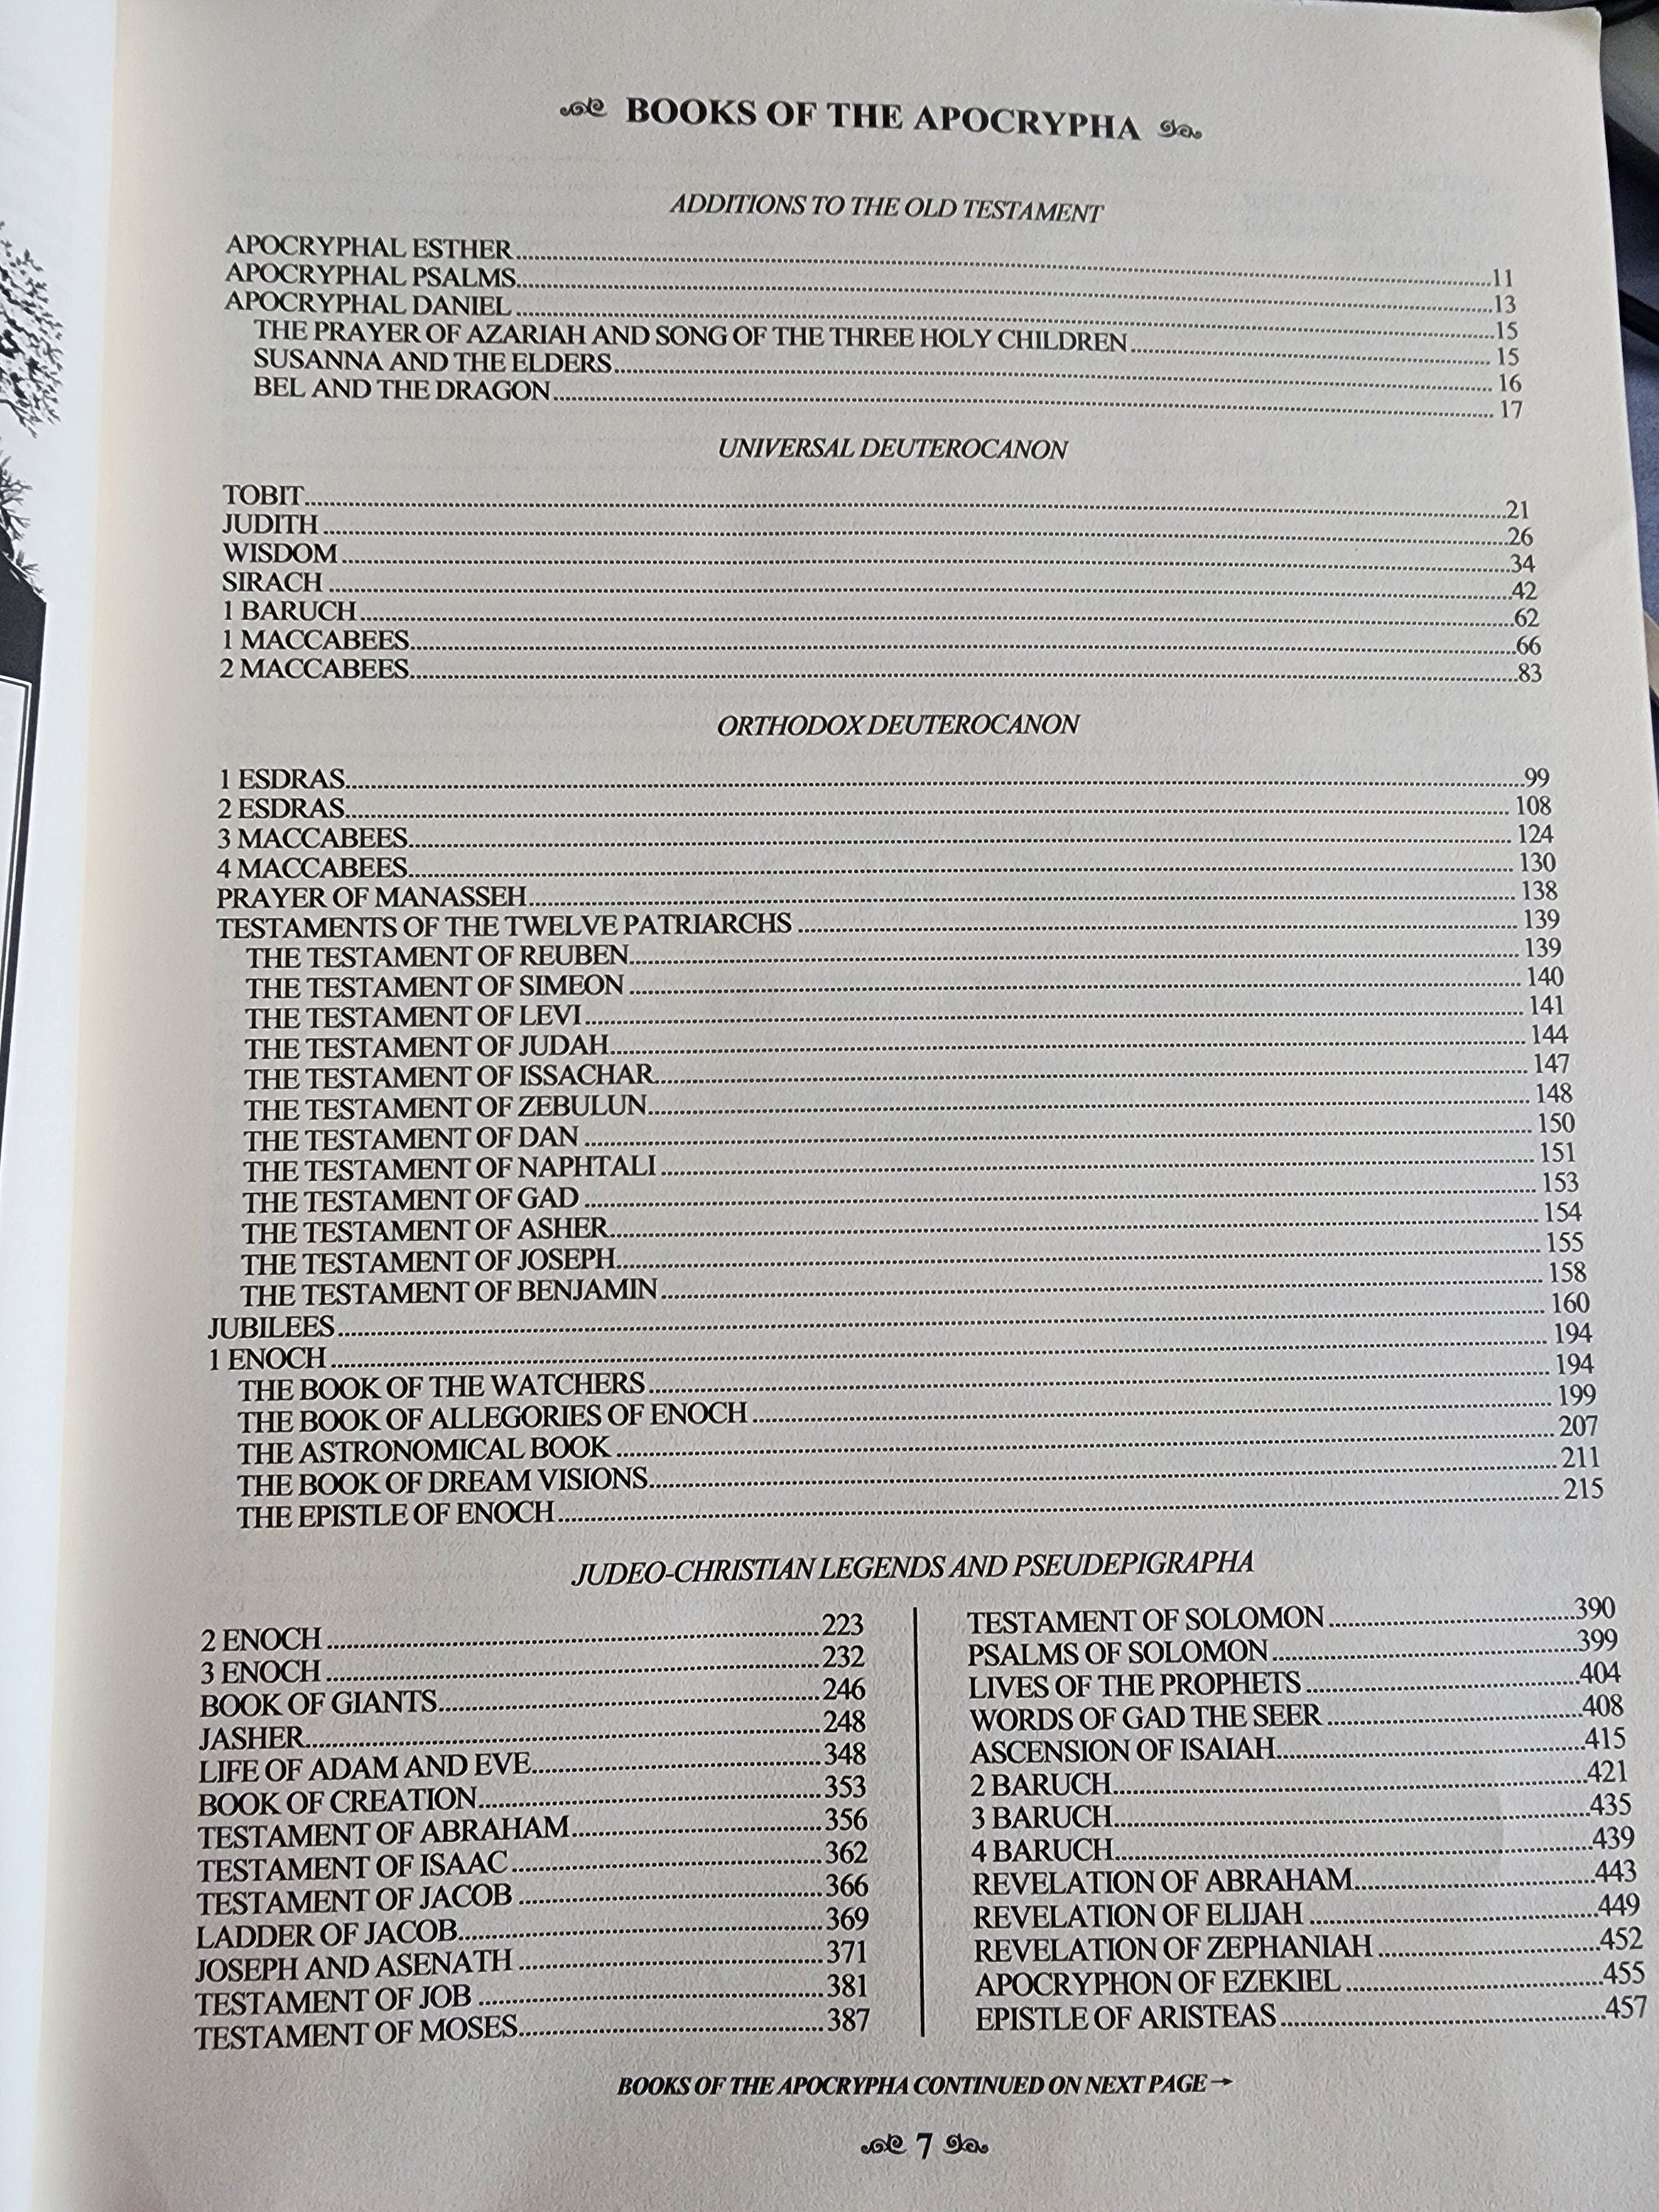 BOOKS OF THE APOCRYPHA
ADDITIONS TO THE OLD TESTAMENT
APOCRYPHAL ESTHER 11
APOCRYPHAL PSALMS 13
APOCRYPHAL DANIEL 15
THE PRAYER OF AZARIAH AND SONG OF THE THREE HOLY CHILDREN 15
SUSANNA AND THE ELDERS 16
BEL AND THE DRAGON 17
UNIVERSAL DEUTEROCANON
TOBIT 21
JUDITH 26
WISDOM 34
SIRACH 42
1 BARUCH 62
1 MACCABEES 66
2 MACCABEES 83
ORTHODOX DEUTEROCANON
1 ESDRAS 99
2 ESDRAS 108
3 MACCABEES 124
4 MACCABEES 130
PRAYER OF MANASSEH 138
TESTAMENTS OF THE TWELVE PATRIARCHS 139
THE TESTAMENT OF REUBEN 139
THE TESTAMENT OF SIMEON 140
THE TESTAMENT OF LEVI 141
THE TESTAMENT OF JUDAH 144
THE TESTAMENT OF ISSACHAR 147
THE TESTAMENT OF ZEBULUN 148
THE TESTAMENT OF DAN 150
THE TESTAMENT OF NAPHTALI 151
THE TESTAMENT OF GAD 153
THE TESTAMENT OF ASHER 154
THE TESTAMENT OF JOSEPH 155
THE TESTAMENT OF BENJAMIN 158
JUBILEES 160
1 ENOCH 194
THE BOOK OF THE WATCHERS 194
THE BOOK OF ALLEGORIES OF ENOCH 199
THE ASTRONOMICAL BOOK 207
THE BOOK OF DREAM VISIONS 211
THE EPISTLE OF ENOCH 215
JUDEO-CHRISTIAN LEGENDS AND PSEUDEPIGRAPHA
2 ENOCH 223
3 ENOCH 232
BOOK OF GIANTS 246
JASHER 248
LIFE OF ADAM AND EVE 348
BOOK OF CREATION 353
TESTAMENT OF ABRAHAM 356
TESTAMENT OF ISAAC 362
TESTAMENT OF JACOB 366
LADDER OF JACOB 369
JOSEPH AND ASENATH 371
TESTAMENT OF JOB 381
TESTAMENT OF MOSES 387
TESTAMENT OF SOLOMON 390
PSALMS OF SOLOMON 399
LIVES OF THE PROPHETS 404
WORDS OF GAD THE SEER 408
ASCENSION OF ISAIAH 415
2 BARUCH 421
3 BARUCH 435
4 BARUCH 439
REVELATION OF ABRAHAM 443
REVELATION OF ELIJAH 449
REVELATION OF ZEPHANIAH 452
APOCRYPHON OF EZEKIEL 455
EPISTLE OF ARISTEAS 457
BOOKS OF THE APOCRYPHA CONTINUED ON NEXT PAGE→
7